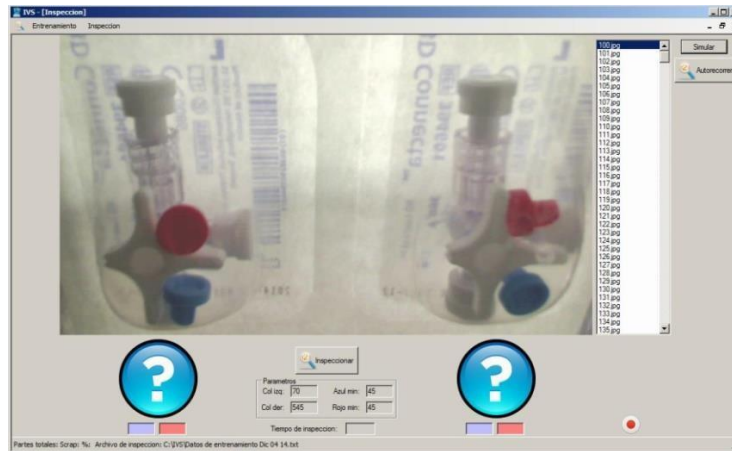 IVS - [Inspeccion]
Entrenamiento Inspeccion
BD Connecta
100.jpg
101.jpg
102.jpg
103.jpg
104.jpg
105.jpg
106.jpg
107.jpg
108.jpg
109.jpg
110.jpg
111.jpg
112.jpg
113.jpg
114.jpg
115.jpg
116.jpg
117.jpg
118.jpg
119.jpg
120.jpg
121.jpg
122.jpg
123.jpg
124.jpg
125.jpg
126.jpg
127.jpg
128.jpg
129.jpg
130.jpg
131.jpg
132.jpg
133.jpg
134.jpg
135.jpg
Simular
Autorecorrer
?
Inspeccionar
?
Parametros
Col izq: 70 Azul min: 45
Col der: 545 Rojo min: 45
Tiempo de inspeccion:
Partes totales: Scrap: %: Archivo de inspeccion: C:\IVS\Datos de entrenamiento Dic 04 14.txt